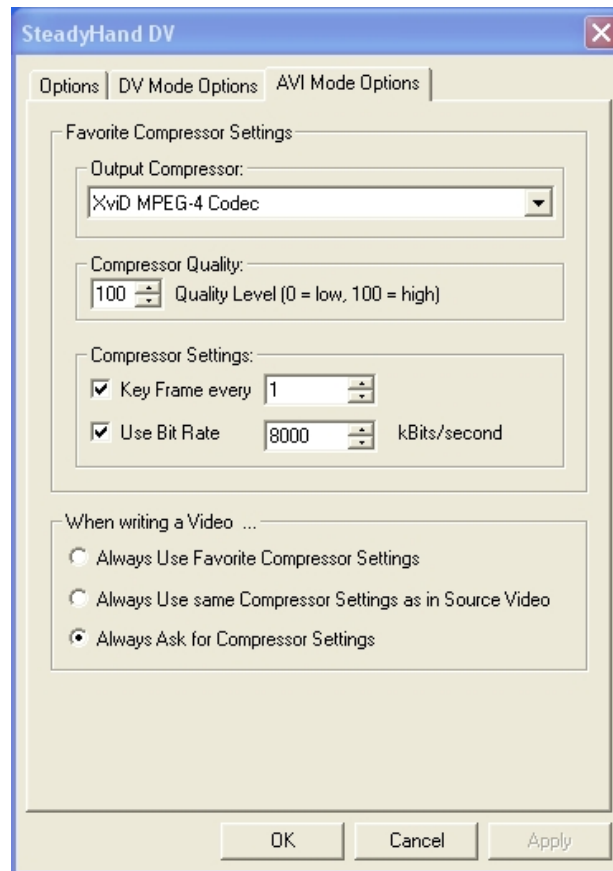 SteadyHand DV
Options DV Mode Options AVI Mode Options
Favorite Compressor Settings
Output Compressor:
XviD MPEG-4 Codec
Compressor Quality:
100 Quality Level (0 = low, 100 = high)
Compressor Settings:
Key Frame every 1
Use Bit Rate 8000 kBits/second
When writing a Video ...
Always Use Favorite Compressor Settings
Always Use same Compressor Settings as in Source Video
Always Ask for Compressor Settings
OK Cancel Apply